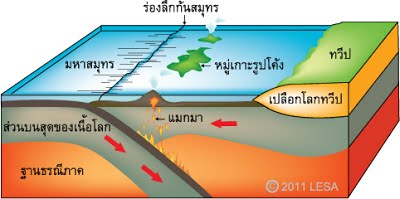 ร่องลึกก้นสมุทร
มหาสมุทร
หมู่เกาะรูปโค้ง
ทวีป
เปลือกโลกทวีป
แมกมา
ส่วนบนสุดของเนื้อโลก
ฐานธรณีภาค
© 2011 LESA